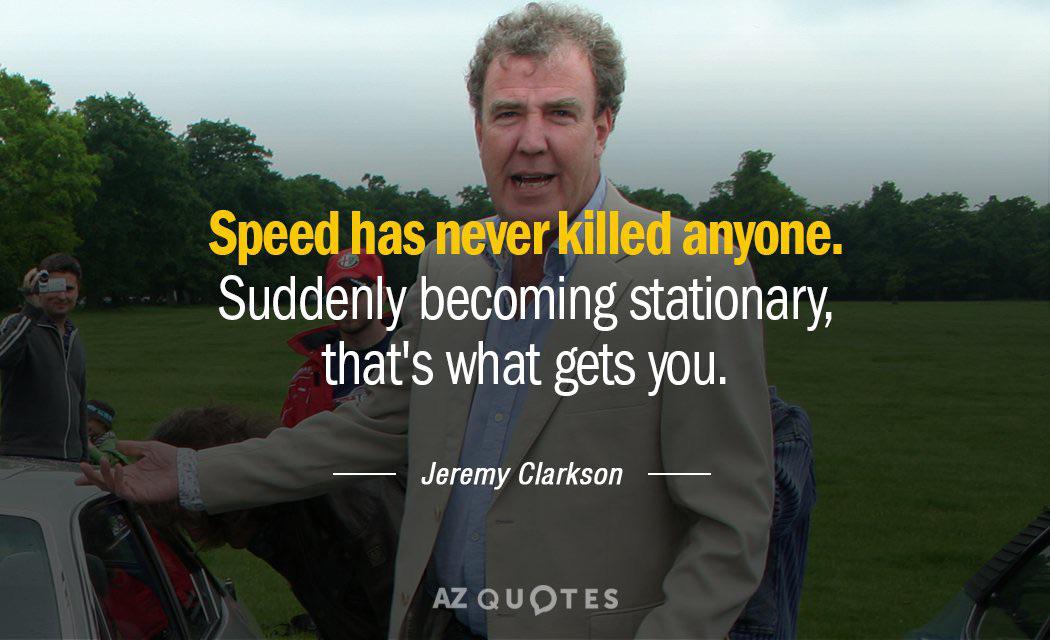 Speed has never killed anyone.
Suddenly becoming stationary,
that's what gets you.
Jeremy Clarkson
AZ QUOTES